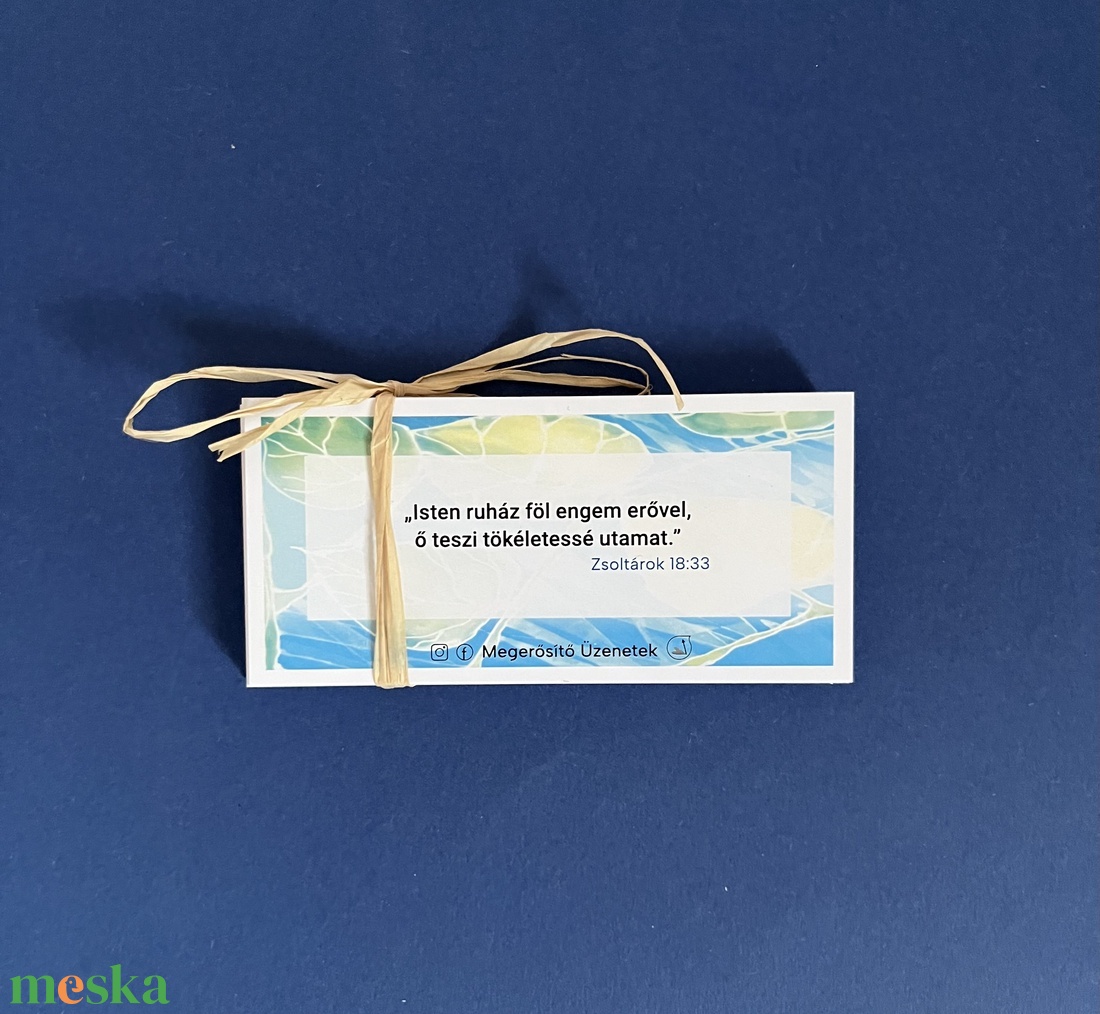 „Isten ruház föl engem erővel,
ő teszi tökéletessé utamat.”
Zsoltárok 18:33
Megerősítő Üzenetek
meska